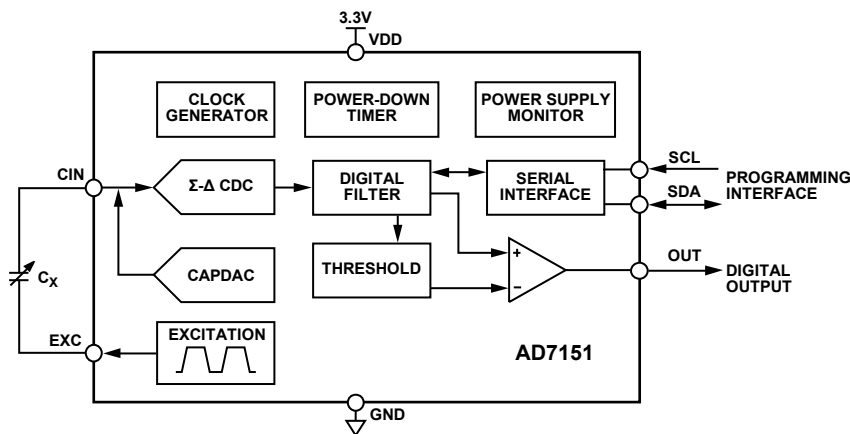 3.3V
VDD
CLOCK
GENERATOR
POWER-DOWN
TIMER
POWER SUPPLY
MONITOR
CIN
Σ-Δ CDC
DIGITAL
FILTER
SERIAL
INTERFACE
SCL
SDA
PROGRAMMING
INTERFACE
CX
CAPDAC
THRESHOLD
+
−
OUT
DIGITAL
OUTPUT
EXC
EXCITATION
AD7151
GND